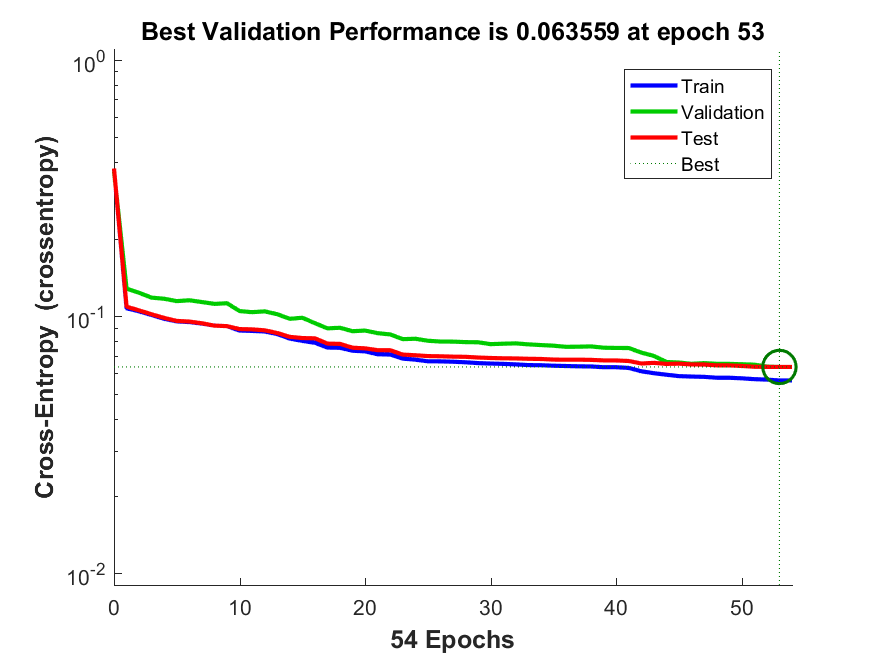 Best Validation Performance is 0.063559 at epoch 53
10^0
10^-1
10^-2
Cross-Entropy (crossentropy)
Train
Validation
Test
Best
0 10 20 30 40 50
54 Epochs